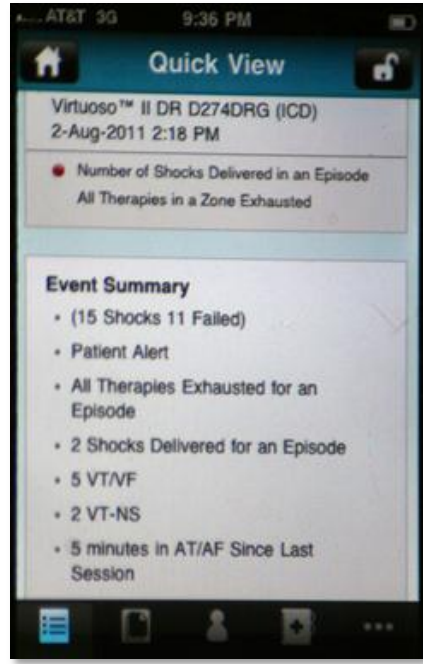 AT&T 3G 9:36 PM
Quick View
Virtuoso™ II DR D274DRG (ICD)
2-Aug-2011 2:18 PM
Number of Shocks Delivered in an Episode
All Therapies in a Zone Exhausted
Event Summary
• (15 Shocks 11 Failed)
• Patient Alert
• All Therapies Exhausted for an
Episode
• 2 Shocks Delivered for an Episode
• 5 VT/VF
• 2 VT-NS
• 5 minutes in AT/AF Since Last
Session